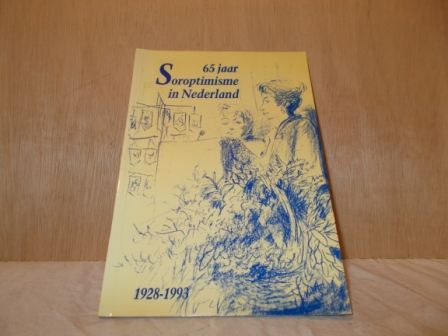 65 jaar
Soroptimisme
in Nederland
1928-1993